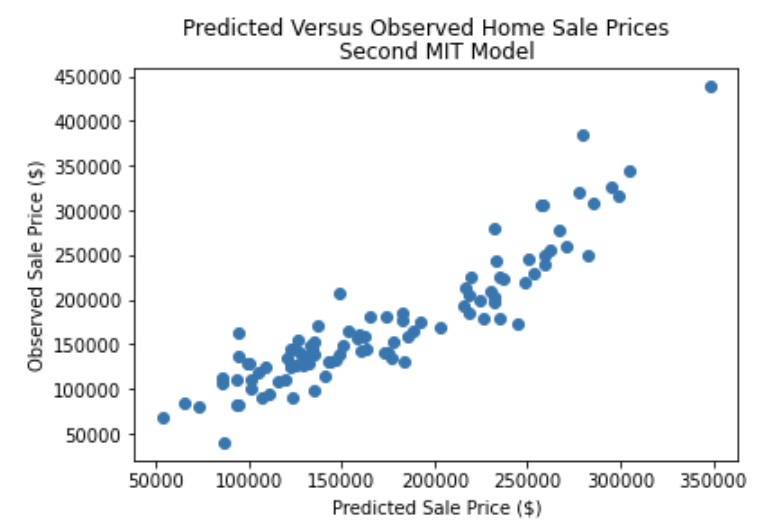 Predicted Versus Observed Home Sale Prices
Second MIT Model
450000
400000
350000
300000
250000
200000
150000
100000
50000
Observed Sale Price ($)
50000 100000 150000 200000 250000 300000 350000
Predicted Sale Price ($)